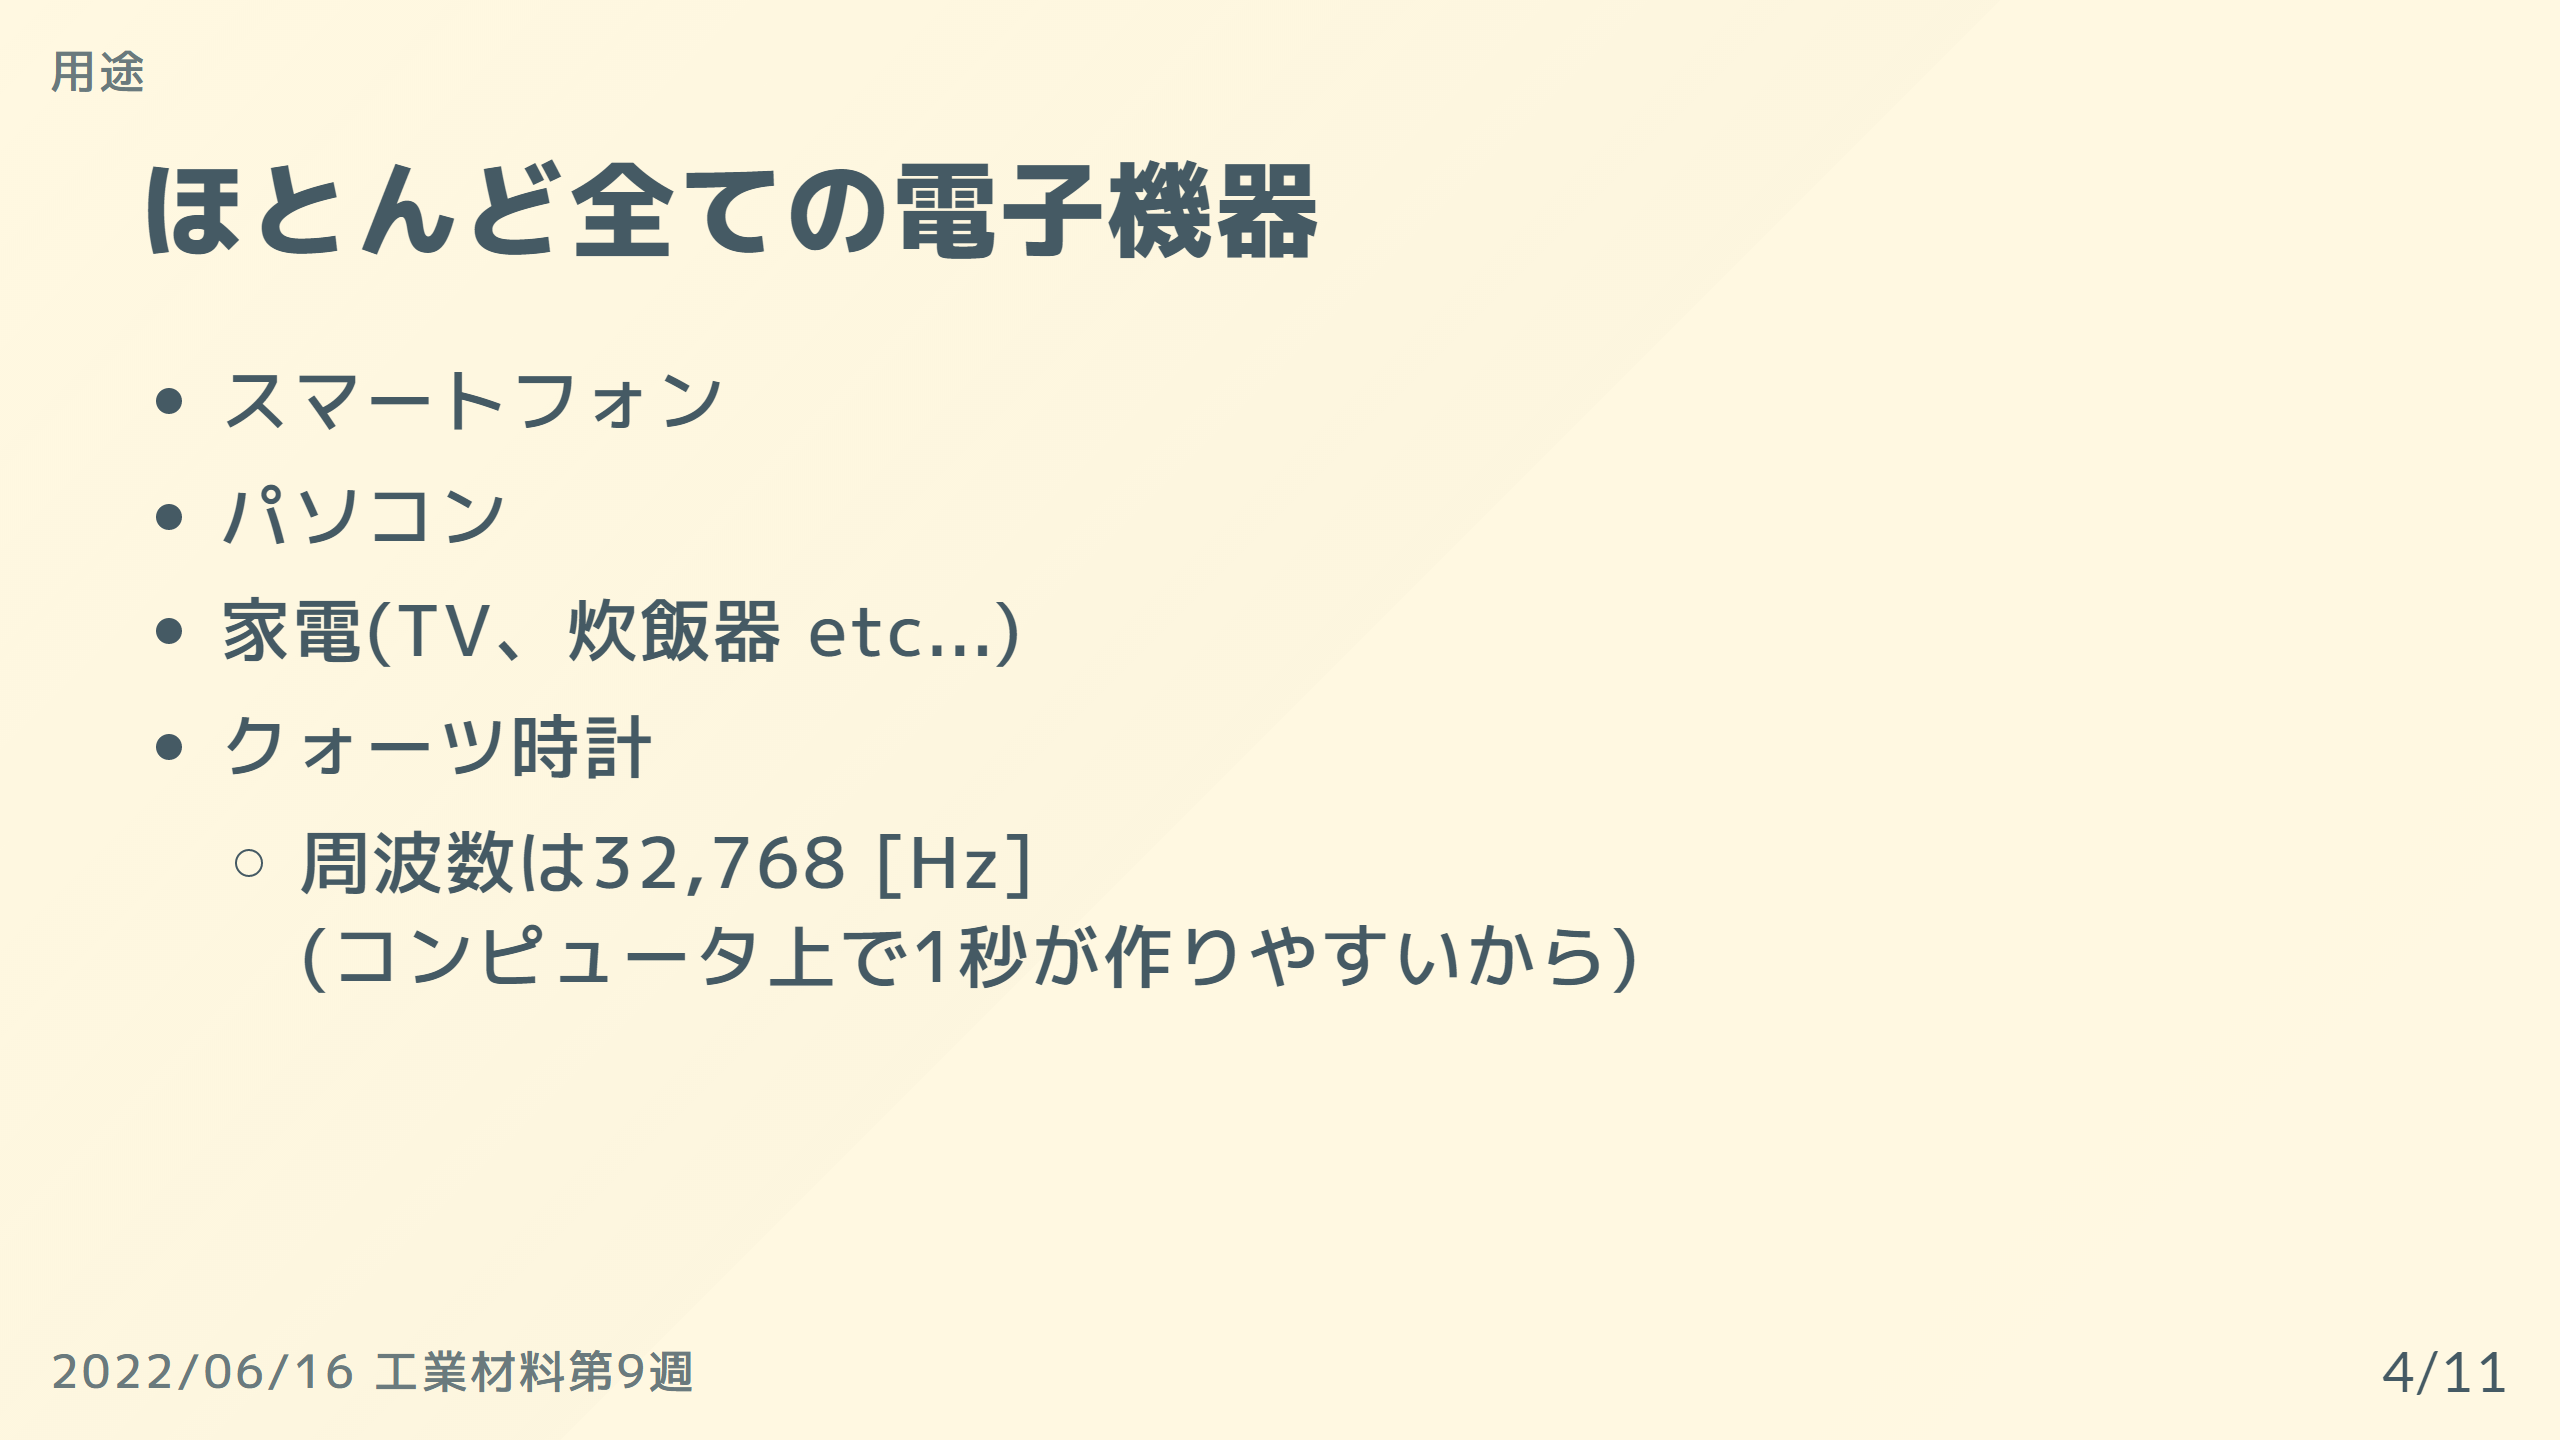 用途
ほとんど全ての電子機器
スマートフォン
パソコン
家電(TV、炊飯器 etc...)
クォーツ時計
周波数は32,768 [Hz]
(コンピュータ上で1秒が作りやすいから)
2022/06/16 工業材料第9週
4/11